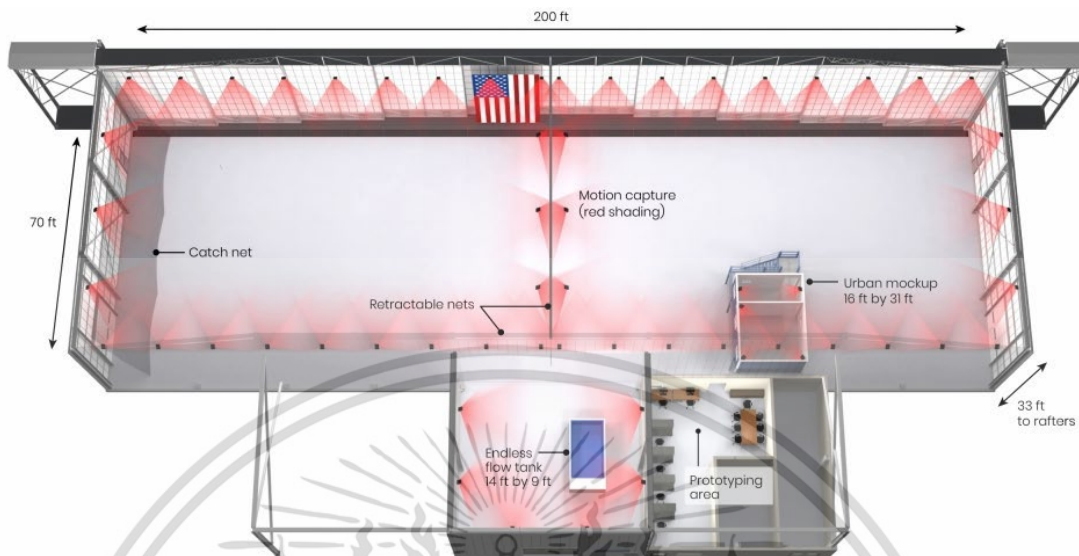 200 ft
70 ft
Motion capture
(red shading)
Catch net
Urban mockup
16 ft by 31 ft
Retractable nets
33 ft
to rafters
Endless
flow tank
14 ft by 9 ft
Prototyping
area